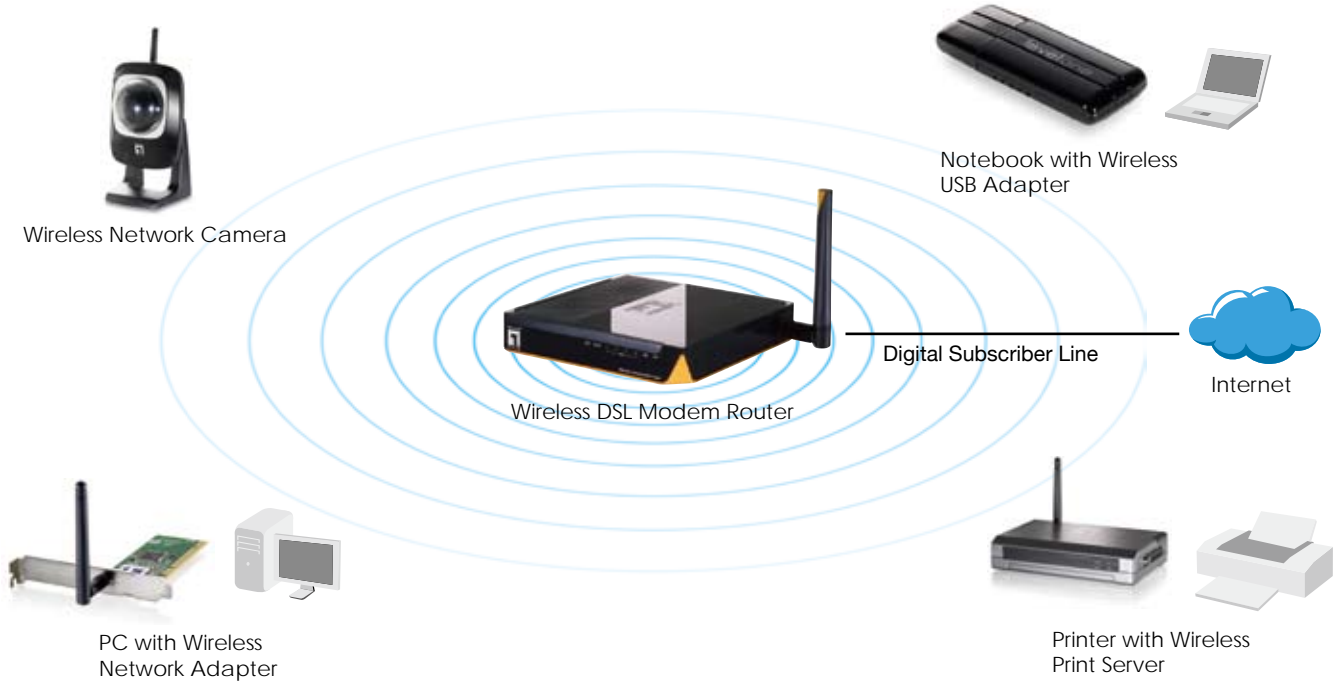 Notebook with Wireless
USB Adapter
Wireless Network Camera
Digital Subscriber Line
Internet
Wireless DSL Modem Router
PC with Wireless
Network Adapter
Printer with Wireless
Print Server